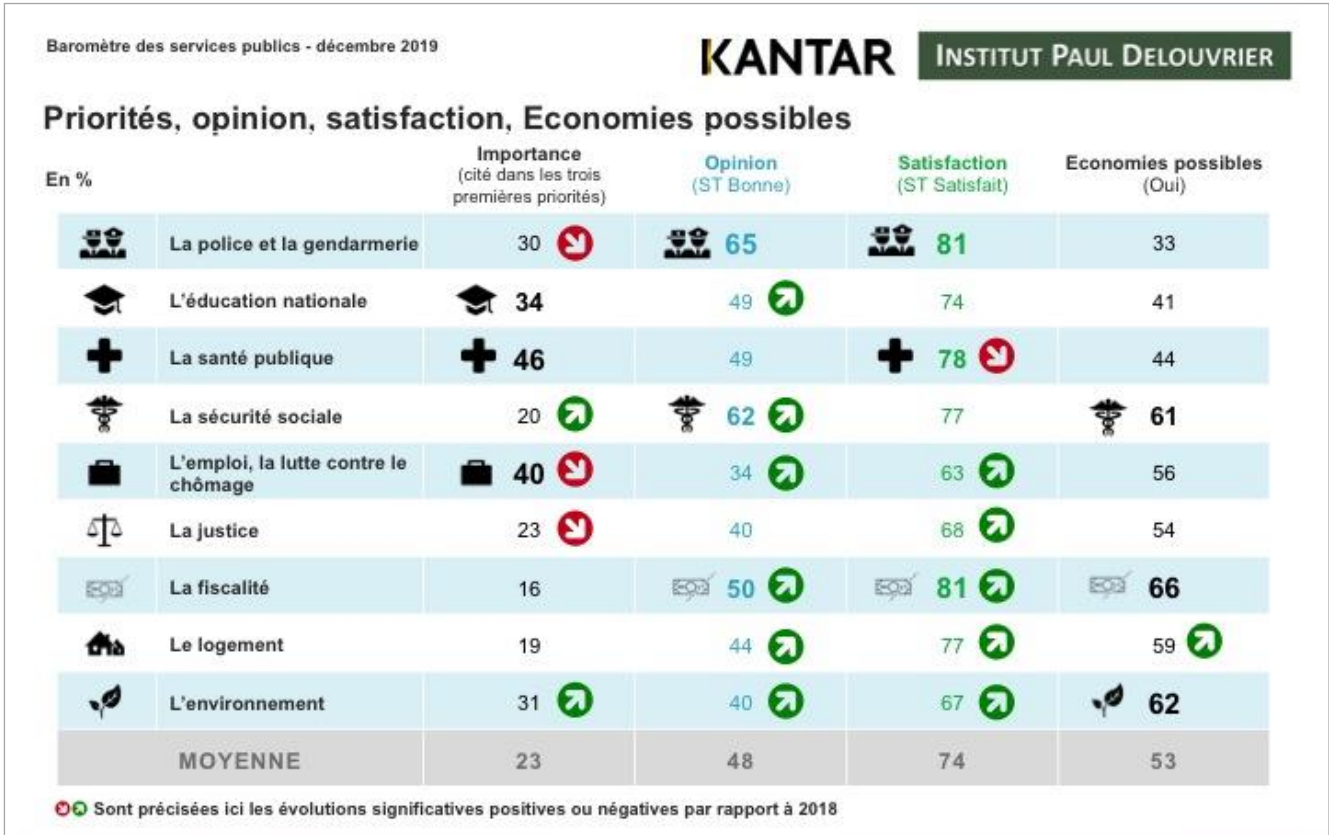 Baromètre des services publics - décembre 2019
KANTAR
INSTITUT PAUL DELOUVRIER
Priorités, opinion, satisfaction, Economies possibles
En %
Importance
(cité dans les trois
premières priorités)
Opinion
(ST Bonne)
Satisfaction
(ST Satisfait)
Economies possibles
(Oui)
La police et la gendarmerie 30 65 81 33
L'éducation nationale 34 49 74 41
La santé publique 46 49 78 44
La sécurité sociale 20 62 77 61
L'emploi, la lutte contre le
chômage
40 34 63 56
La justice 23 40 68 54
La fiscalité 16 50 81 66
Le logement 19 44 77 59
L'environnement 31 40 67 62
MOYENNE 23 48 74 53
Sont précisées ici les évolutions significatives positives ou négatives par rapport à 2018